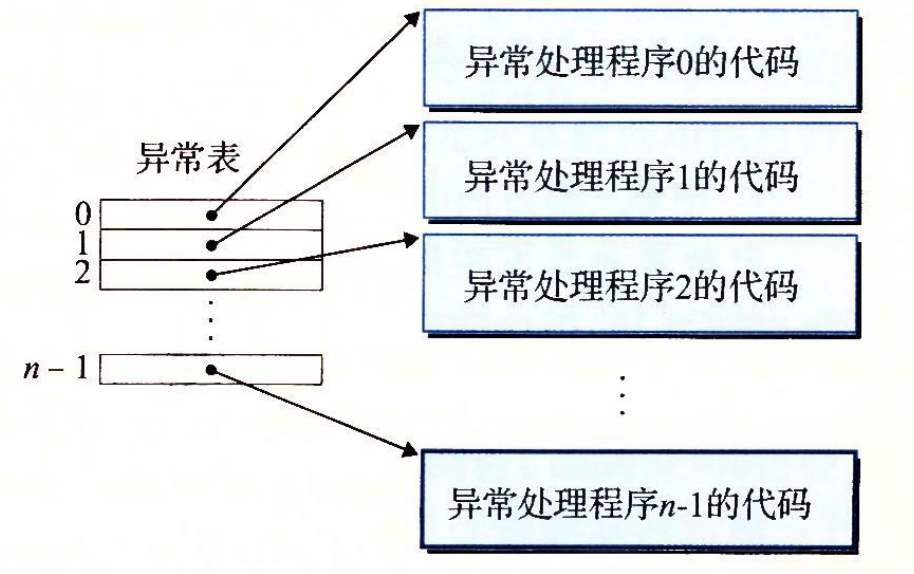 异常处理程序0的代码
异常表
异常处理程序1的代码
0
1
2
异常处理程序2的代码
n – 1
异常处理程序n-1的代码